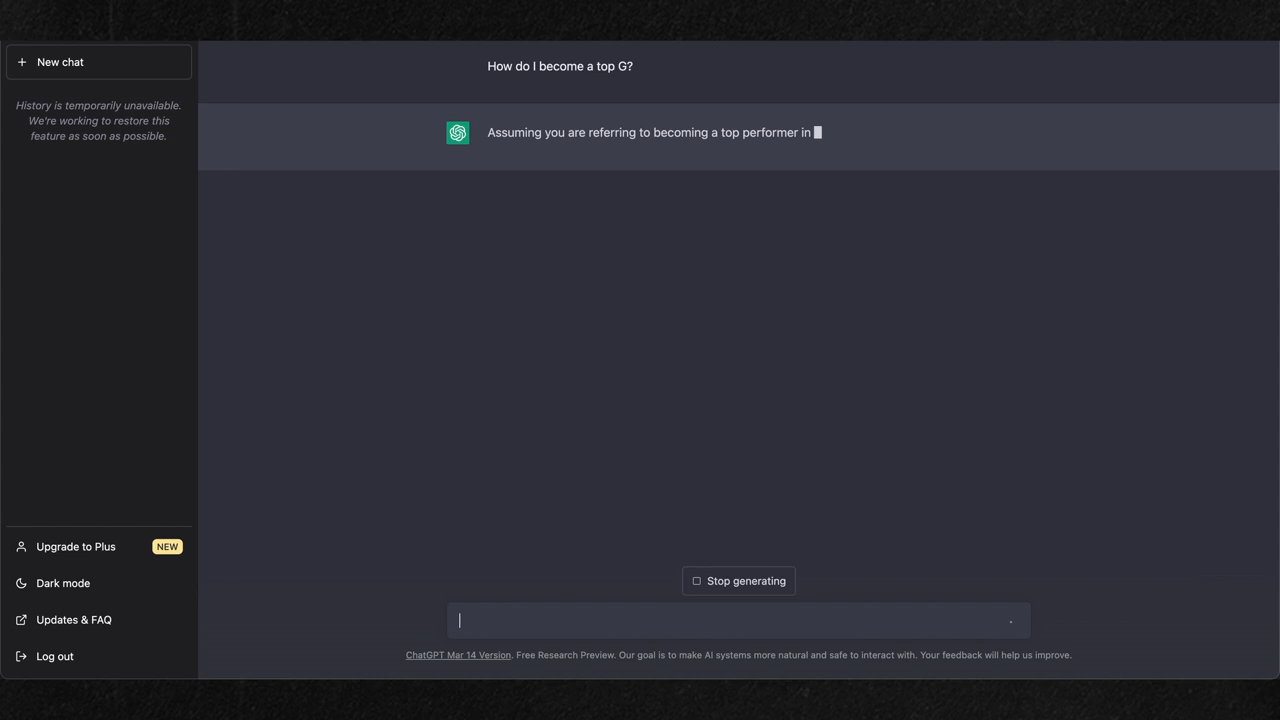 New chat
History is temporarily unavailable.
We're working to restore this
feature as soon as possible.
How do I become a top G?
Assuming you are referring to becoming a top performer in
Upgrade to Plus NEW
Dark mode
Updates & FAQ
Log out
Stop generating
ChatGPT Mar 14 Version. Free Research Preview. Our goal is to make AI systems more natural and safe to interact with. Your feedback will help us improve.